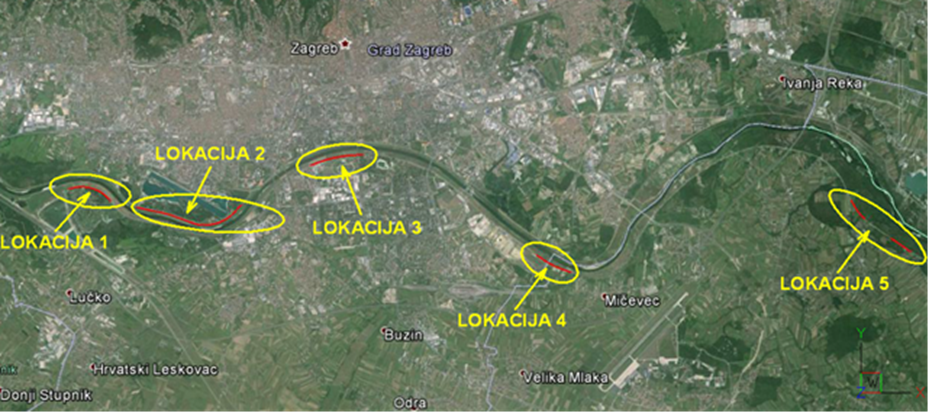 Zagreb
Grad Zagreb
Ivanja Reka
LOKACIJA 2
LOKACIJA 3
LOKACIJA 1
LOKACIJA 5
LOKACIJA 4
Lučko
Mičevec
Buzin
Hrvatski Leskovac
nik
Velika Mlaka
Donji Stupnik
Odra
Y
W
Z
X